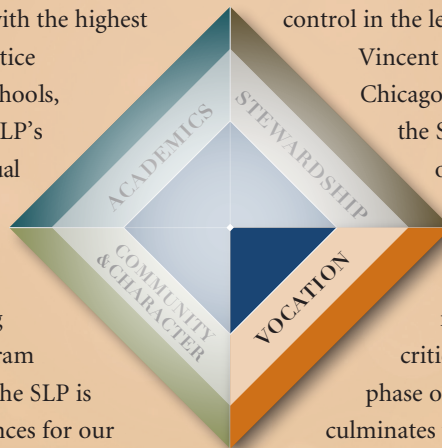 with the highest
tice
hools,
LP's
ual
g
ram
he SLP is
nces for our
ACADEMICS
STEWARDSHIP
COMMUNITY
& CHARACTER
VOCATION
control in the le
Vincent
Chicago
the S
o
criti
phase o
culminates